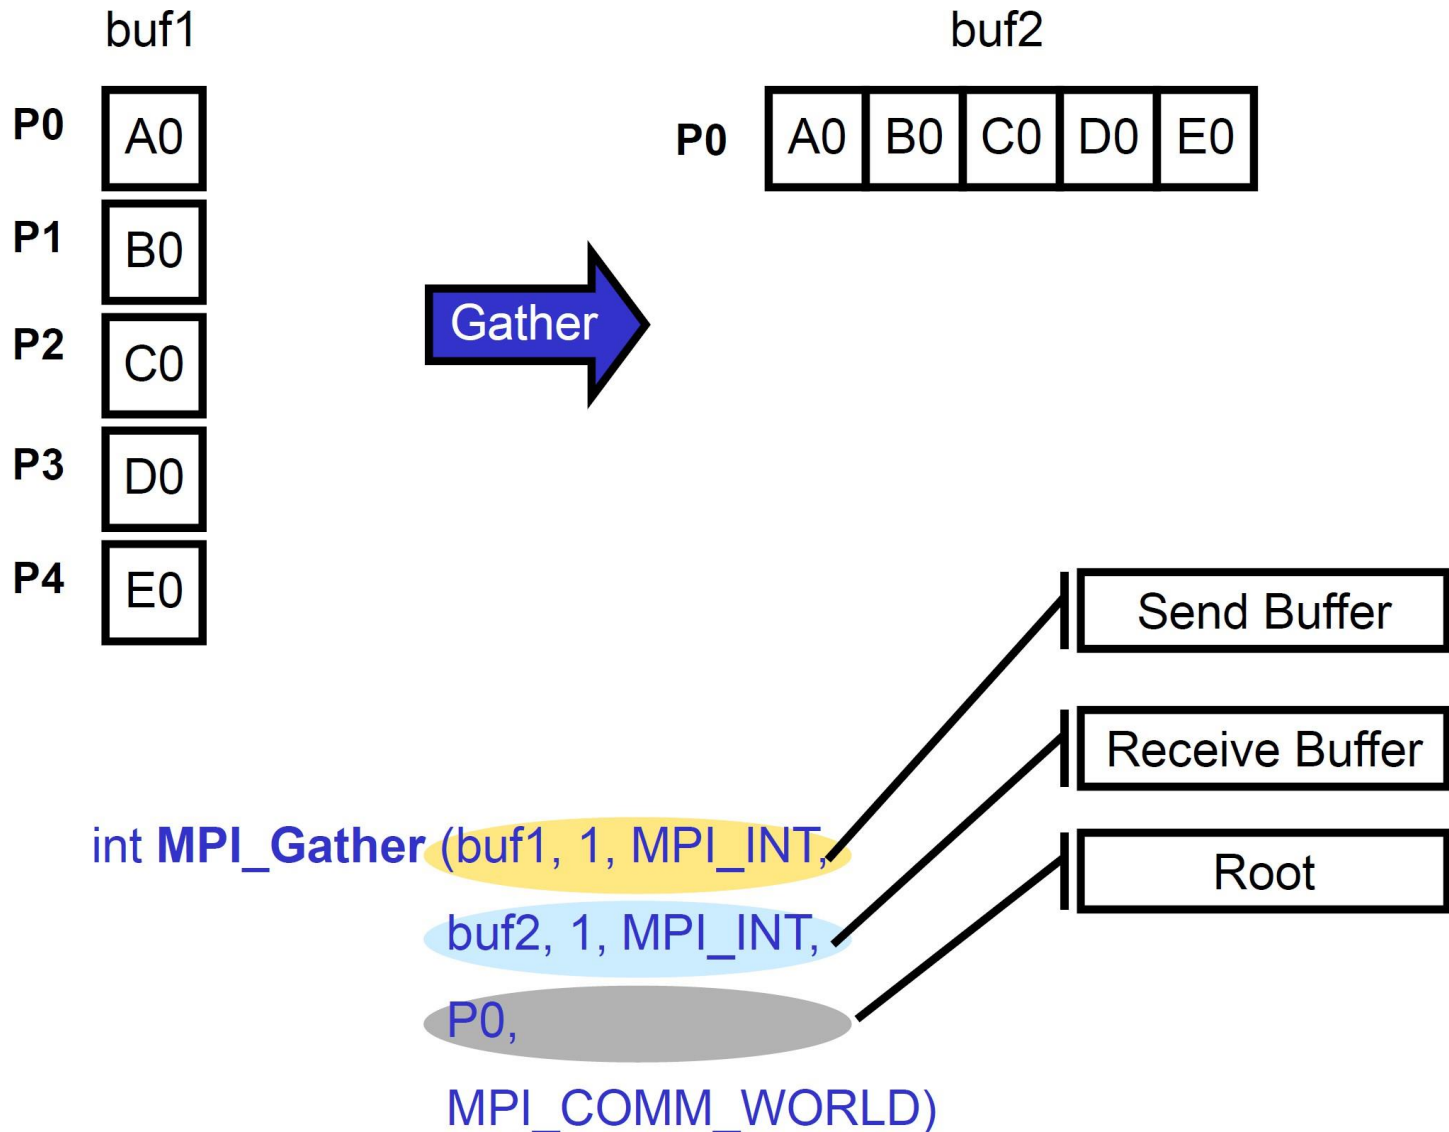 buf1
buf2
P0 A0
P0 A0 B0 C0 D0 E0
P1 B0
Gather
P2 C0
P3 D0
P4 E0
Send Buffer
Receive Buffer
Root
int MPI_Gather (buf1, 1, MPI_INT,
buf2, 1, MPI_INT,
P0,
MPI_COMM_WORLD)